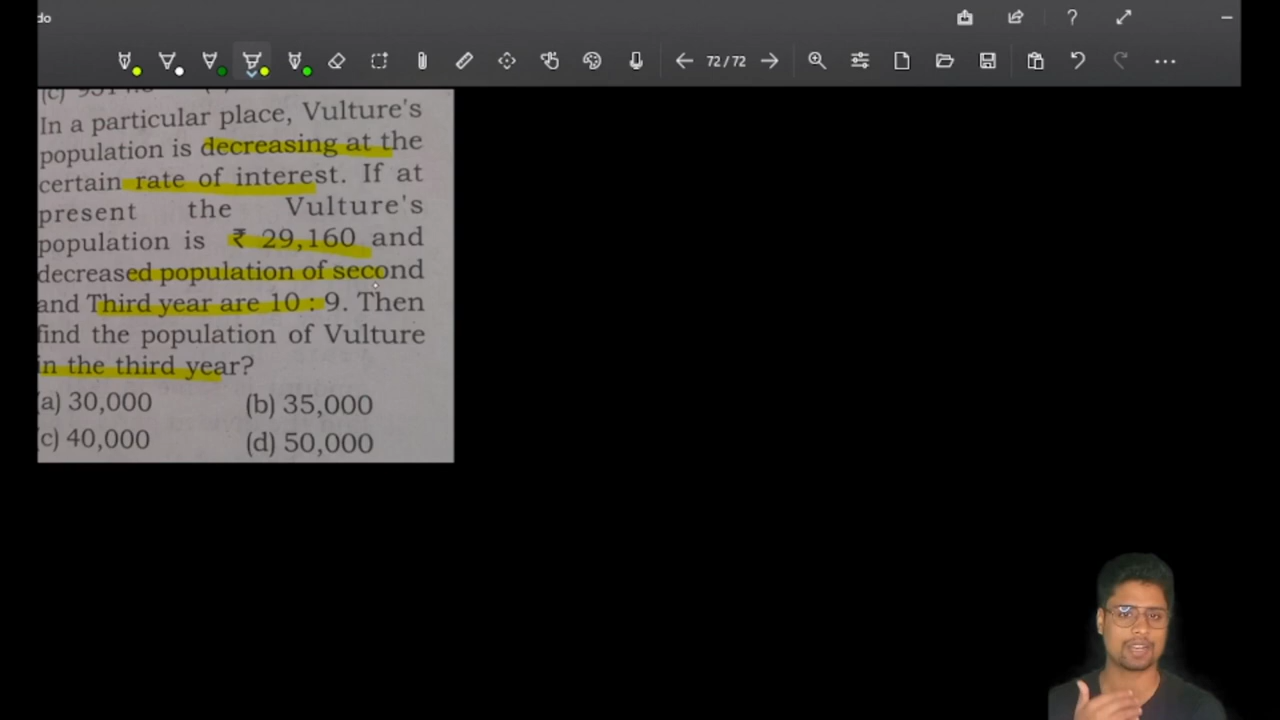 do
72/72
In a particular place, Vulture's
population is decreasing at the
certain rate of interest. If at
present the Vulture's
population is ₹ 29,160 and
decreased population of second
and Third year are 10 : 9. Then
find the population of Vulture
in the third year?
(a) 30,000 (b) 35,000
(c) 40,000 (d) 50,000